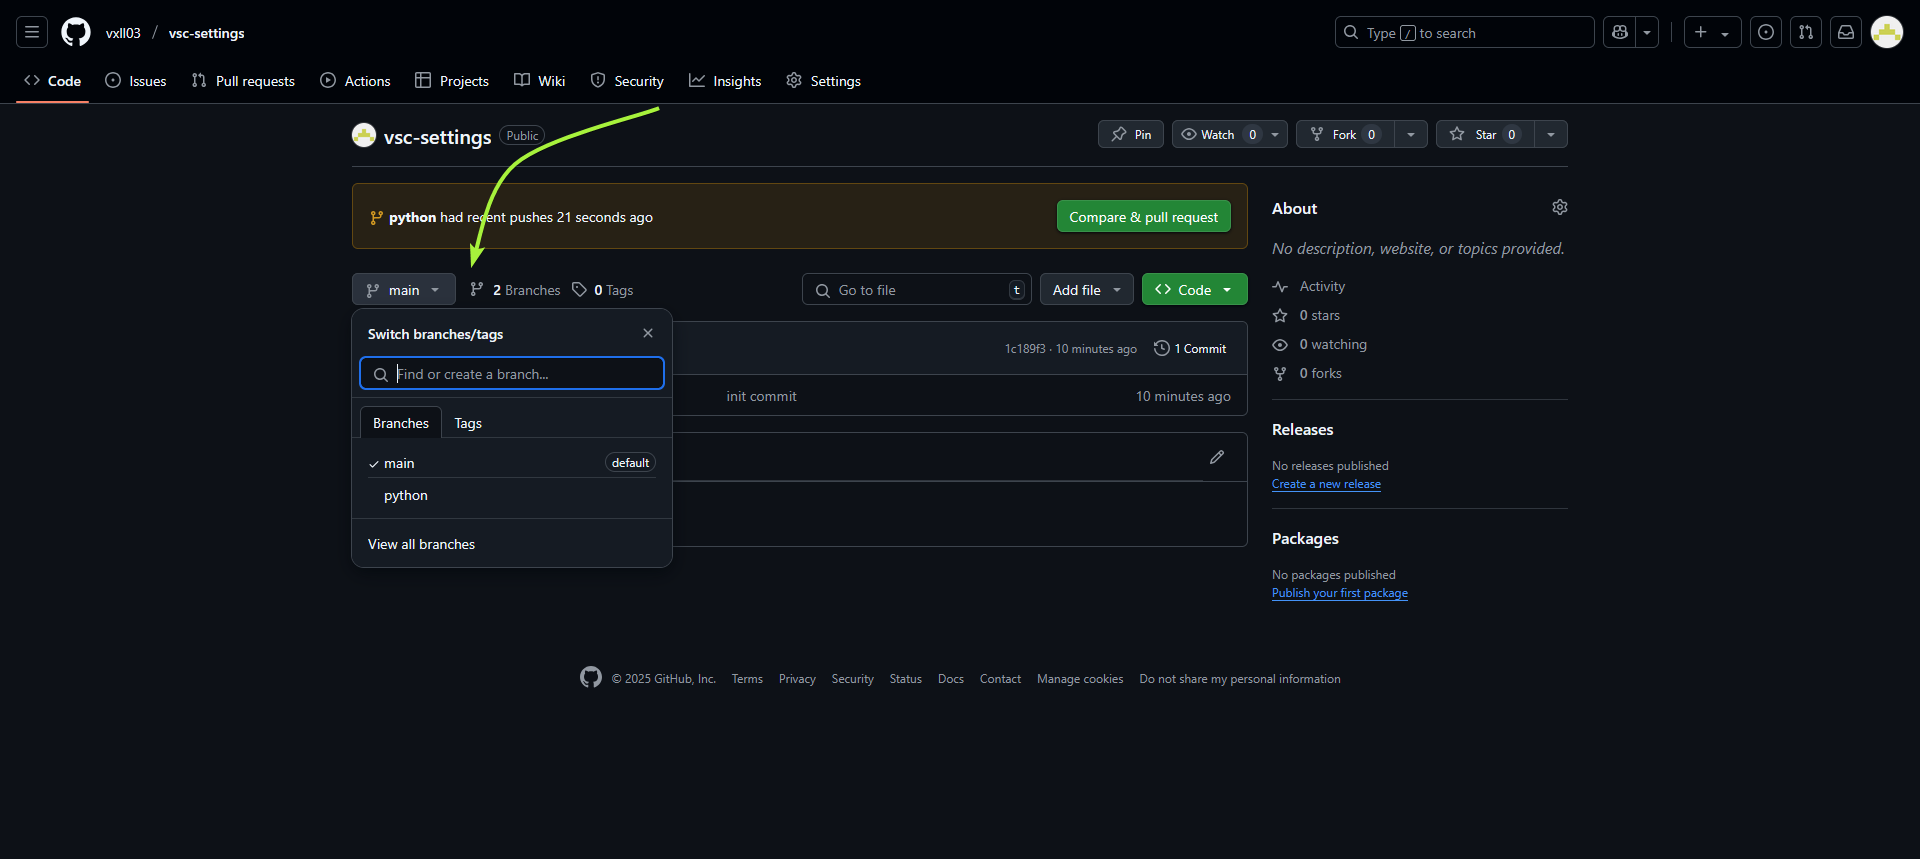 vxll03 / vsc-settings
Type / to search
Code Issues Pull requests Actions Projects Wiki Security Insights Settings
vsc-settings Public
Pin Watch 0 Fork 0 Star 0
python had recent pushes 21 seconds ago
Compare & pull request
main 2 Branches 0 Tags
Go to file t
Add file
Code
Switch branches/tags
Find or create a branch...
Branches Tags
main default
python
View all branches
1c189f3 · 10 minutes ago 1 Commit
init commit 10 minutes ago
About
No description, website, or topics provided.
Activity
0 stars
0 watching
0 forks
Releases
No releases published
Create a new release
Packages
No packages published
Publish your first package
© 2025 GitHub, Inc. Terms Privacy Security Status Docs Contact Manage cookies Do not share my personal information